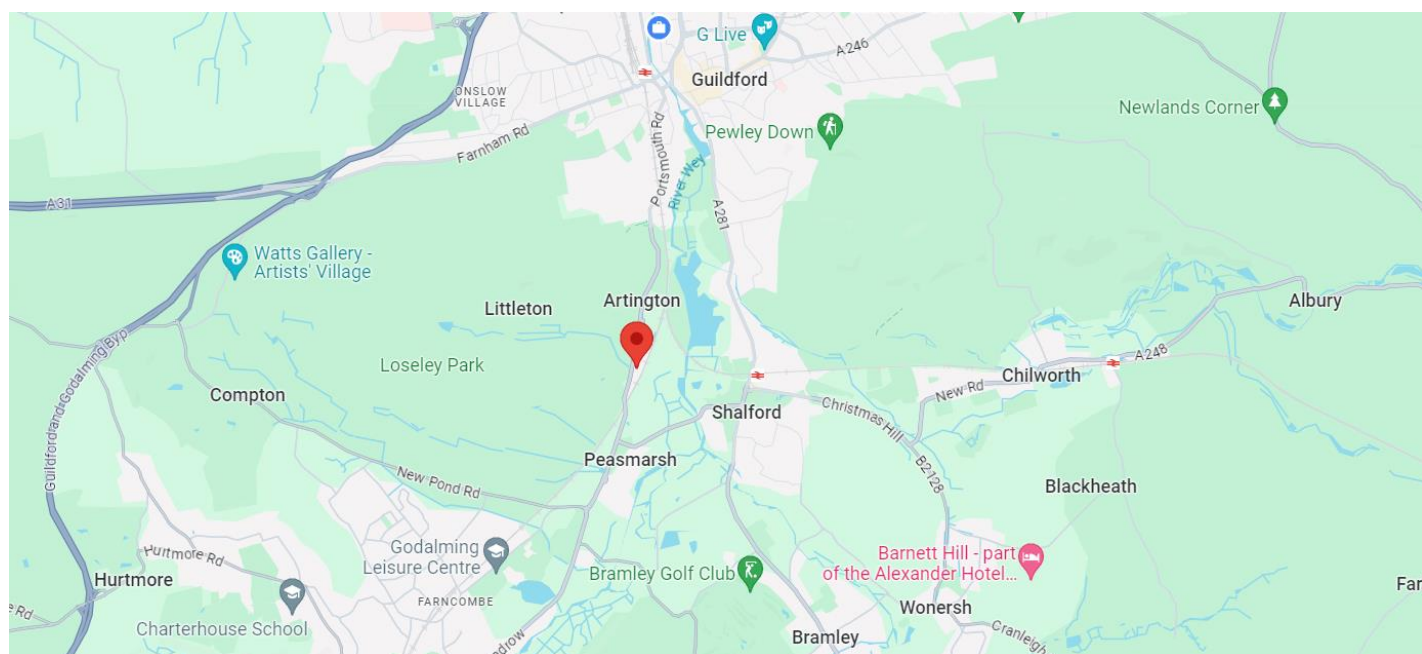 G Live
A246
Guildford
ONSLOW
VILLAGE
Newlands Corner
Pewley Down
Farnham Rd
Portsmouth Rd
River Wey
A31
A281
Watts Gallery -
Artists' Village
Littleton
Artington
Albury
Guildford and Godalming Byp
Loseley Park
A248
Chilworth
Compton
New Rd
Shalford
Christmas Hill
Peasmarsh
B2128
New Pond Rd
Blackheath
Hurtmore Rd
Godalming
Leisure Centre
Barnett Hill - part
of the Alexander Hotel...
Bramley Golf Club
Hurtmore
FARNCOMBE
Wonersh
Far
e Rd
Charterhouse School
Bramley
Cranleigh